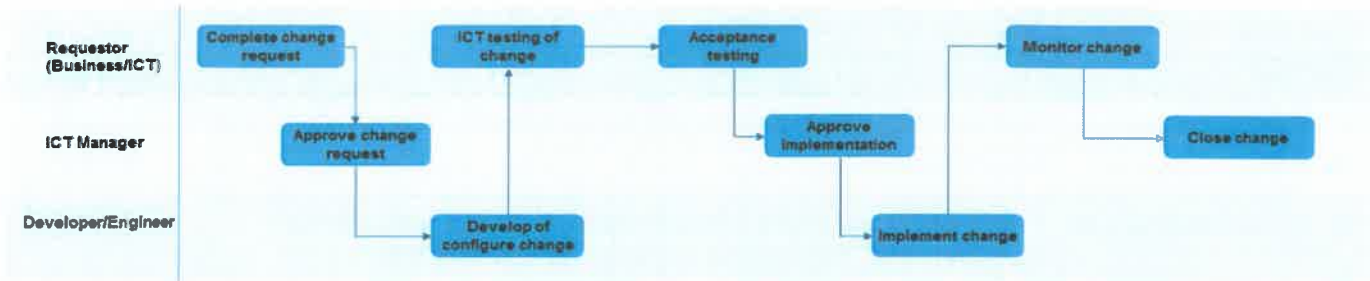 Requestor
(Business/ICT)
Complete change
request
ICT testing of
change
Acceptance
testing
Monitor change
ICT Manager
Approve change
request
Approve
implementation
Close change
Developer/Engineer
Develop of
configure change
Implement change